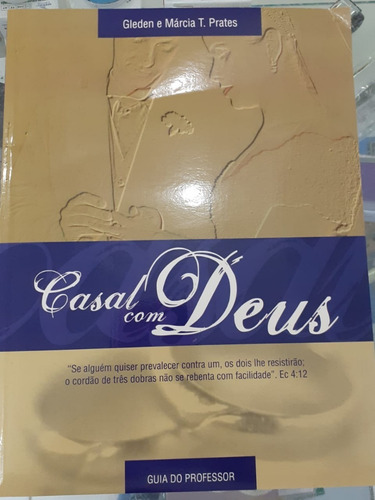 Gleden e Márcia T. Prates
Casal
com Deus
"Se alguém quiser prevalecer contra um, os dois lhe resistirão;
o cordão de três dobras não se rebenta com facilidade". Ec 4.12
GUIA DO PROFESSOR